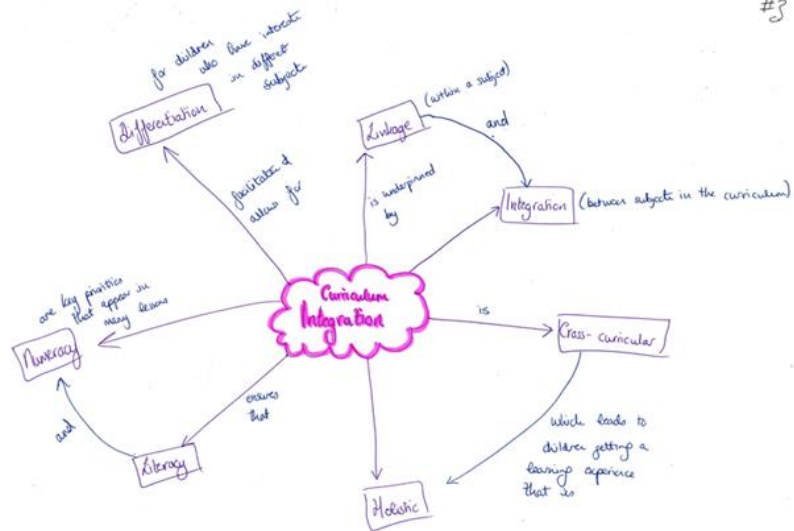 #3
for children
who have interests
in different
subjects
Differentiation
facilitates &
allows for
Linkage
(within a subject)
and
is underpinned
by
Integration
(between subjects in the curriculum)
Curriculum
Integration
is
Cross-curricular
which leads to
children getting a
learning experience
that is
Holistic
ensures
that
Literacy
and
Numeracy
are key priorities
that appear in
many lessons